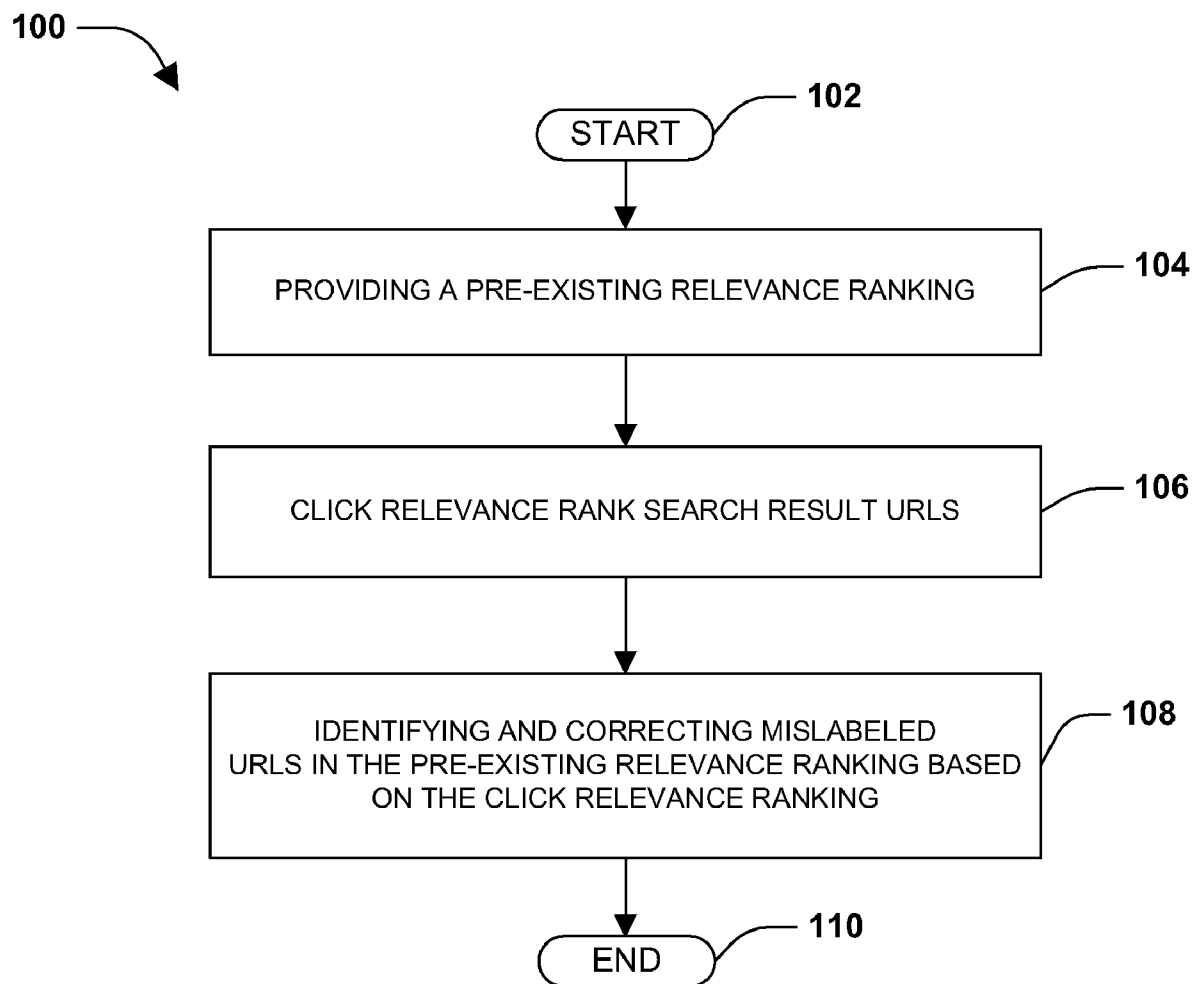 100
102
START
104
PROVIDING A PRE-EXISTING RELEVANCE RANKING
106
CLICK RELEVANCE RANK SEARCH RESULT URLS
108
IDENTIFYING AND CORRECTING MISLABELED
URLS IN THE PRE-EXISTING RELEVANCE RANKING BASED
ON THE CLICK RELEVANCE RANKING
110
END